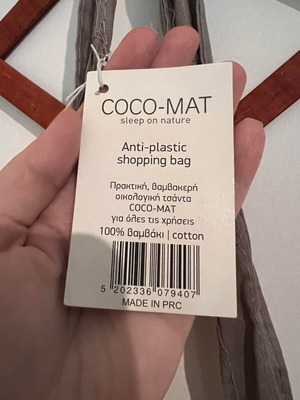 COCO-MAT
sleep on nature
Anti-plastic
shopping bag
Πρακτική, βαμβακερή
οικολογική τσάντα
COCO-MAT
για όλες τις χρήσεις
100% βαμβάκι | cotton
5 202336 079407
MADE IN PRC